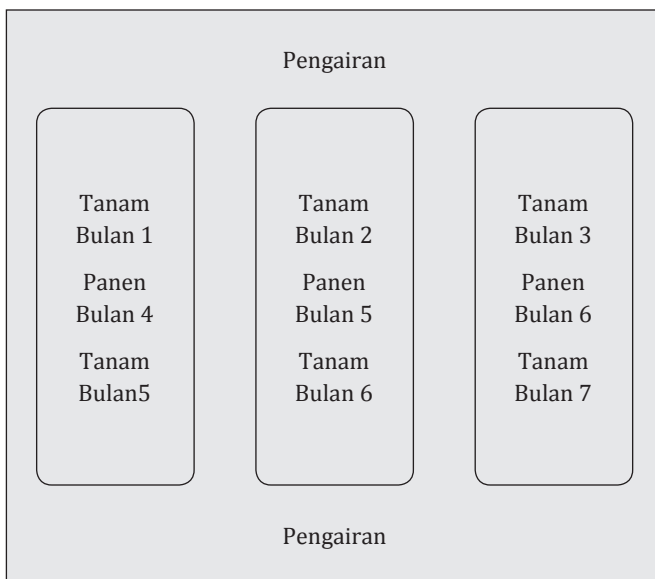 Pengairan
Tanam
Bulan 1
Panen
Bulan 4
Tanam
Bulan5
Tanam
Bulan 2
Panen
Bulan 5
Tanam
Bulan 6
Tanam
Bulan 3
Panen
Bulan 6
Tanam
Bulan 7
Pengairan